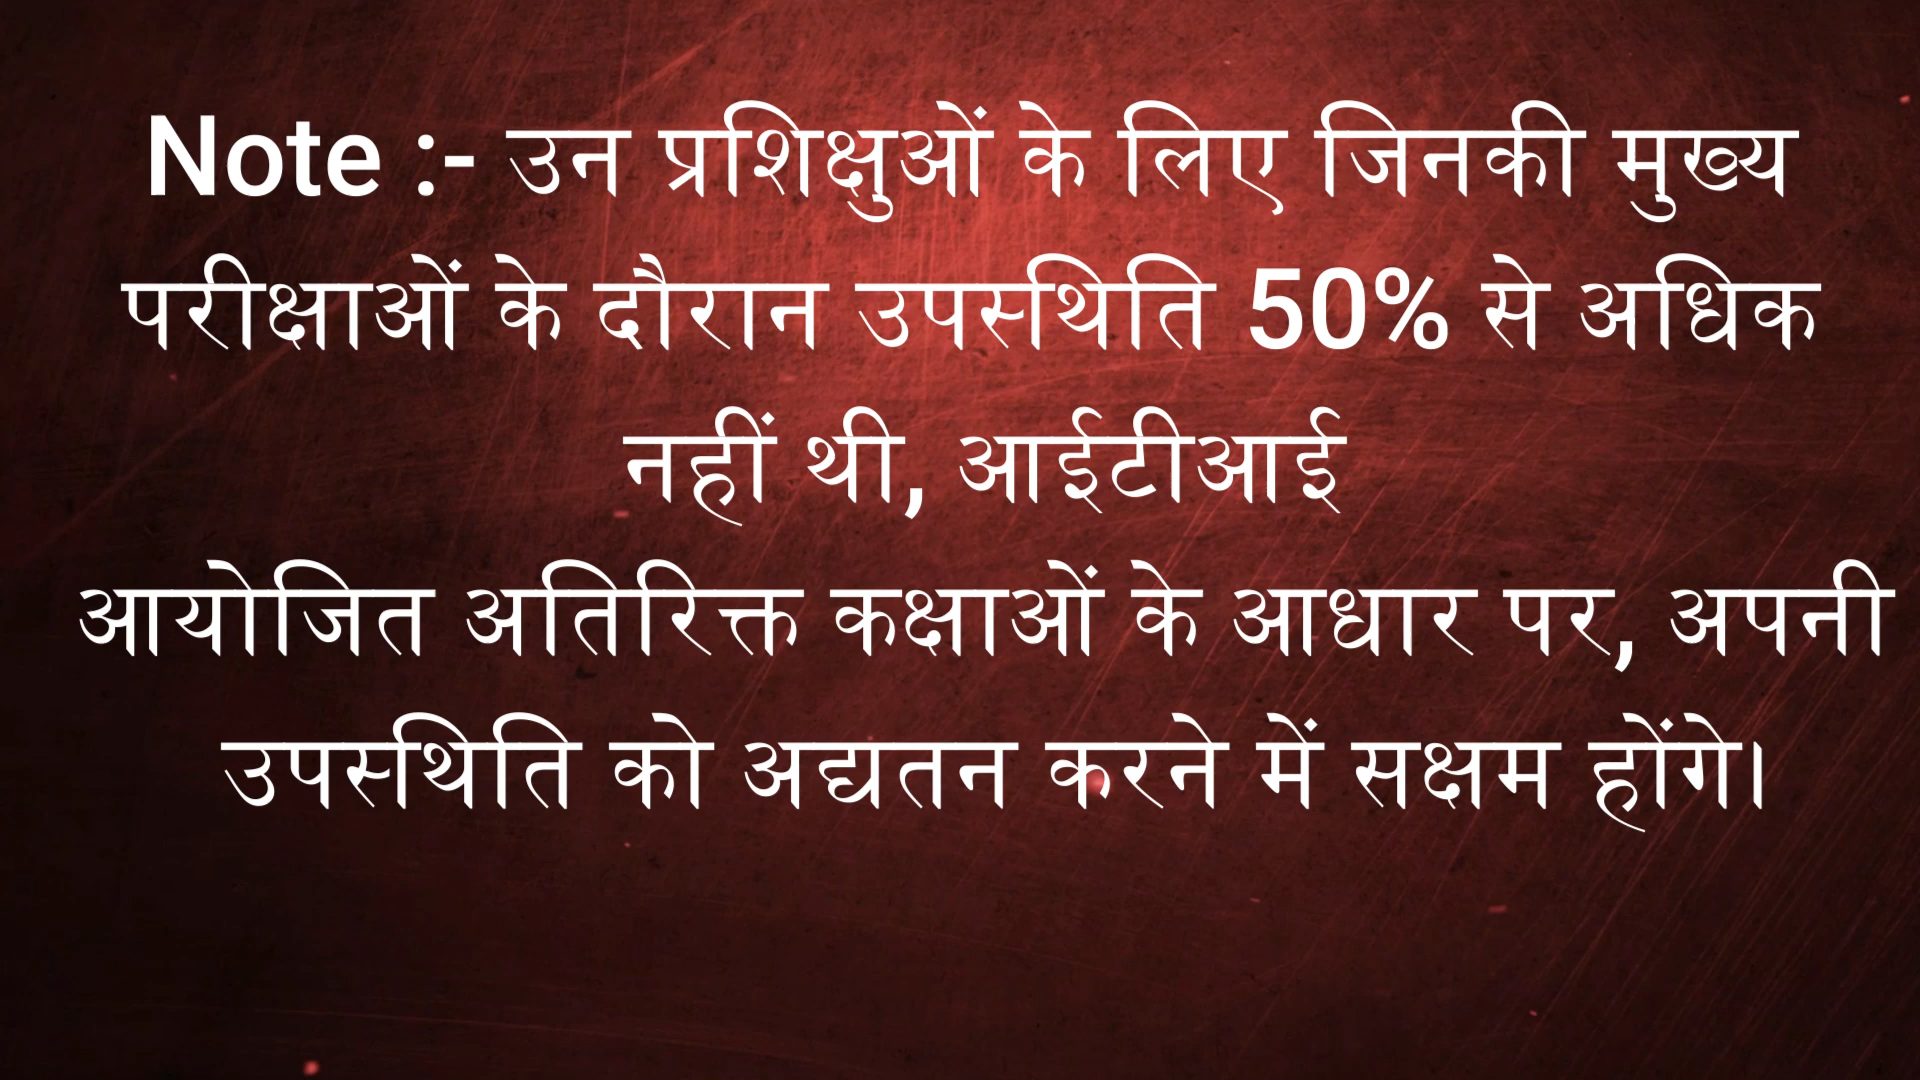 Note :- उन प्रशिक्षुओं के लिए जिनकी मुख्य
परीक्षाओं के दौरान उपस्थिति 50% से अधिक
नहीं थी, आईटीआई
आयोजित अतिरिक्त कक्षाओं के आधार पर, अपनी
उपस्थिति को अद्यतन करने में सक्षम होंगे।